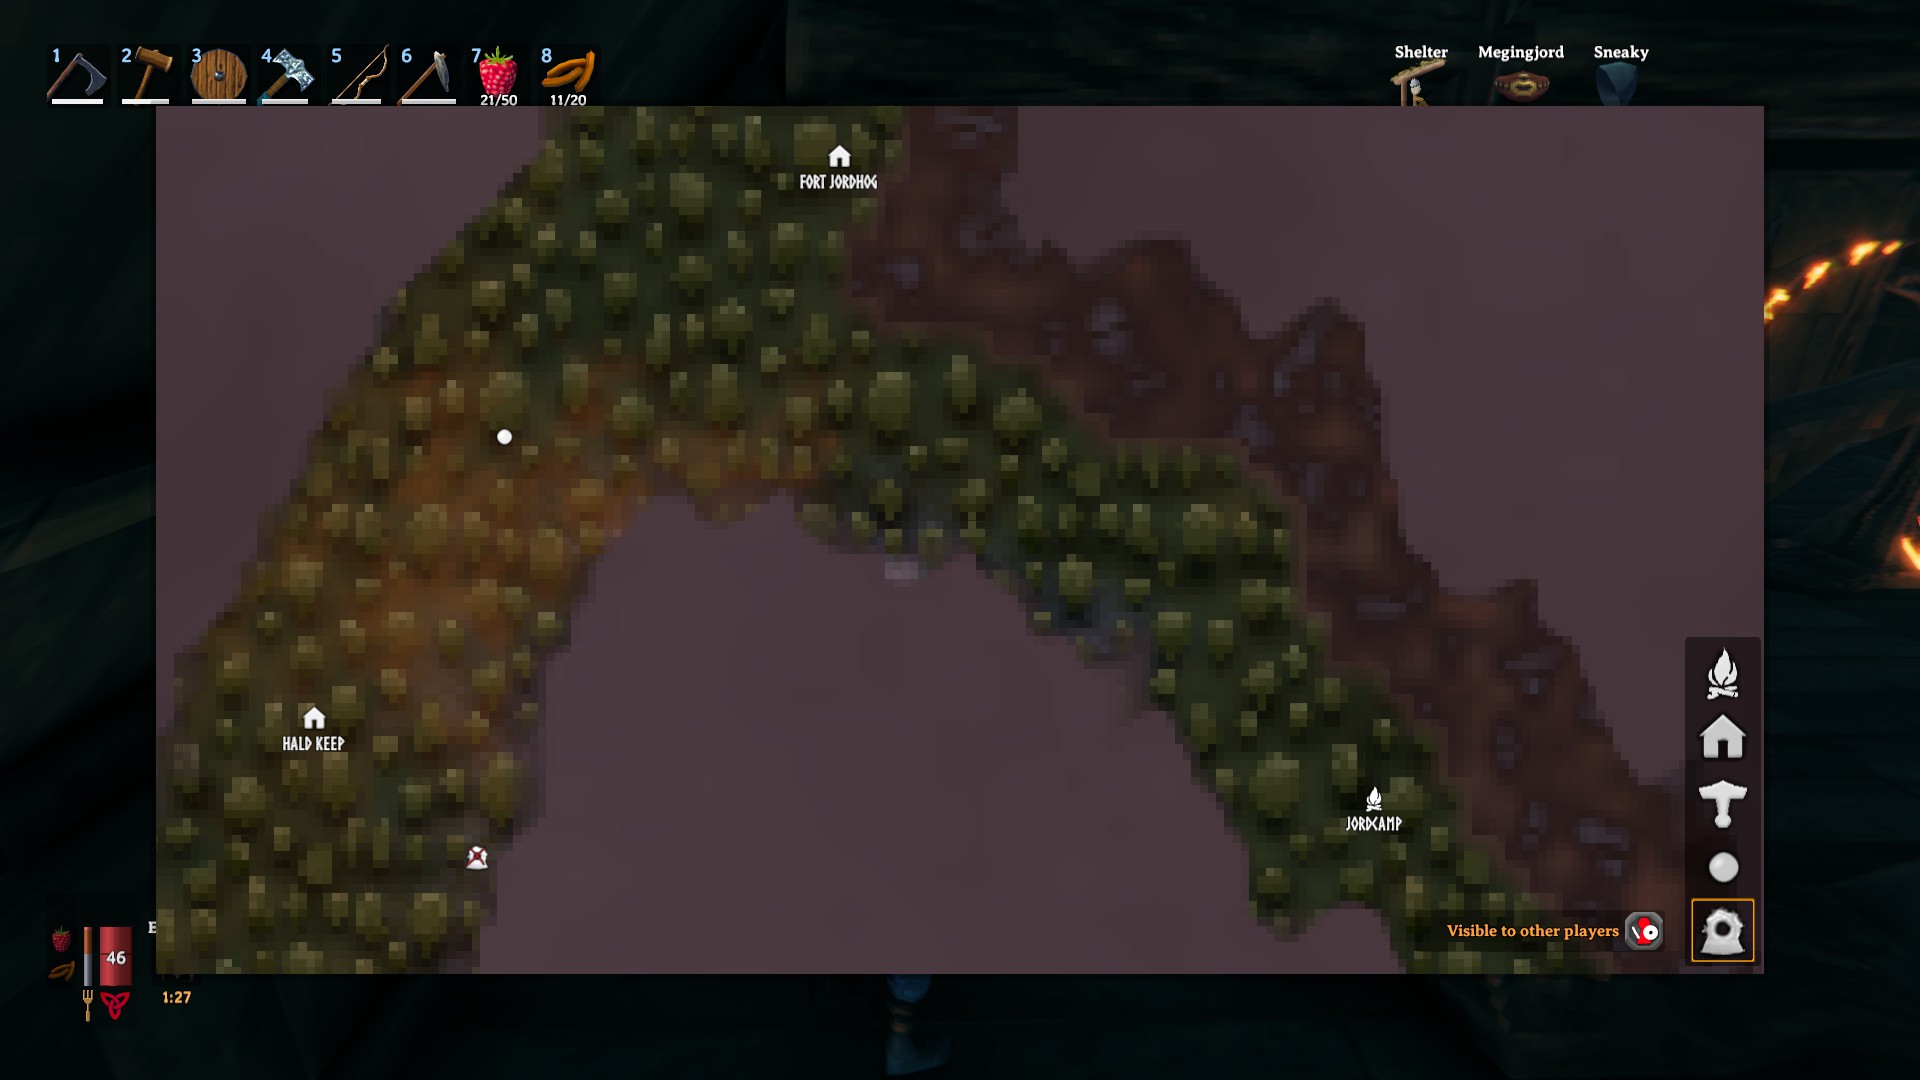 1 2 3 4 5 6 7 8
21/50 11/20
Shelter Megingjord Sneaky
FORT JORDHOG
HALD KEEP
JORDCAMP
Visible to other players
46
E
1:27